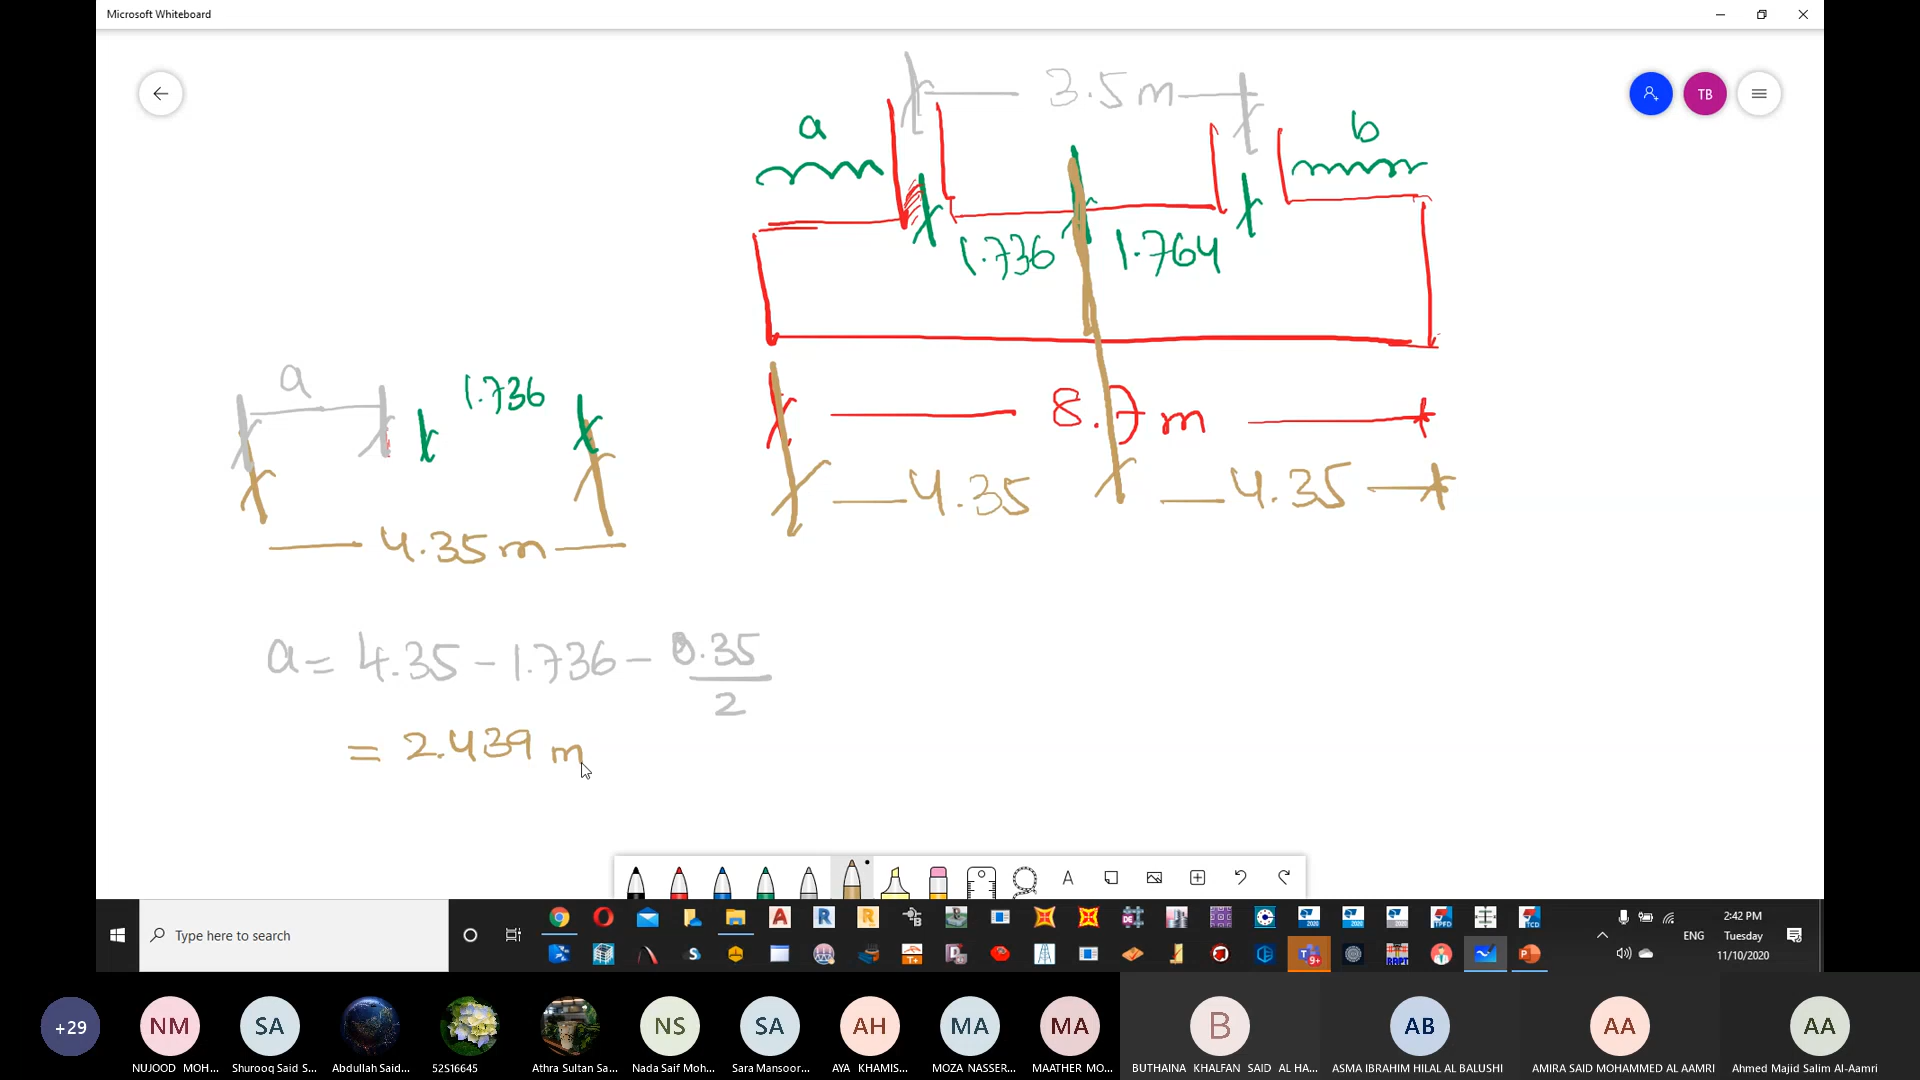 Microsoft Whiteboard
3.5 m
a
b
TB
1.736
1.764
a
1.736
8.7 m
4.35
4.35
4.35 m
a = 4.35 - 1.736 - 0.35
2
= 2.439 m
A
Type here to search
ENG
2:42 PM
Tuesday
11/10/2020
+29
NM
SA
NS
SA
AH
MA
MA
B
AB
AA
AA
NUJOOD MOH...
Shurooq Said S...
Abdullah Said...
52S16645
Athra Sultan Sa...
Nada Saif Moh...
Sara Mansoor...
AYA KHAMIS...
MOZA NASSER...
MAATHER MO...
BUTHAINA KHALFAN SAID AL HA...
ASMA IBRAHIM HILAL AL BALUSHI
AMIRA SAID MOHAMMED AL AAMRI
Ahmed Majid Salim Al-Aamri